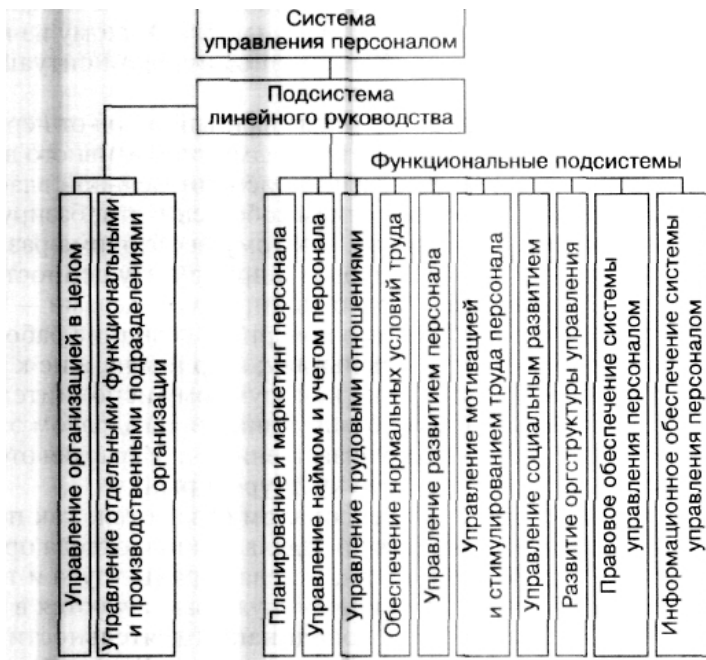 Система
управления персоналом
Подсистема
линейного руководства
Функциональные подсистемы
Управление организацией в целом
Управление отдельными функциональными
и производственными подразделениями
организации
Планирование и маркетинг персонала
Управление наймом и учетом персонала
Управление трудовыми отношениями
Обеспечение нормальных условий труда
Управление развитием персонала
Управление мотивацией
и стимулированием труда персонала
Управление социальным развитием
Развитие оргструктуры управления
Правовое обеспечение системы
управления персоналом
Информационное обеспечение системы
управления персоналом